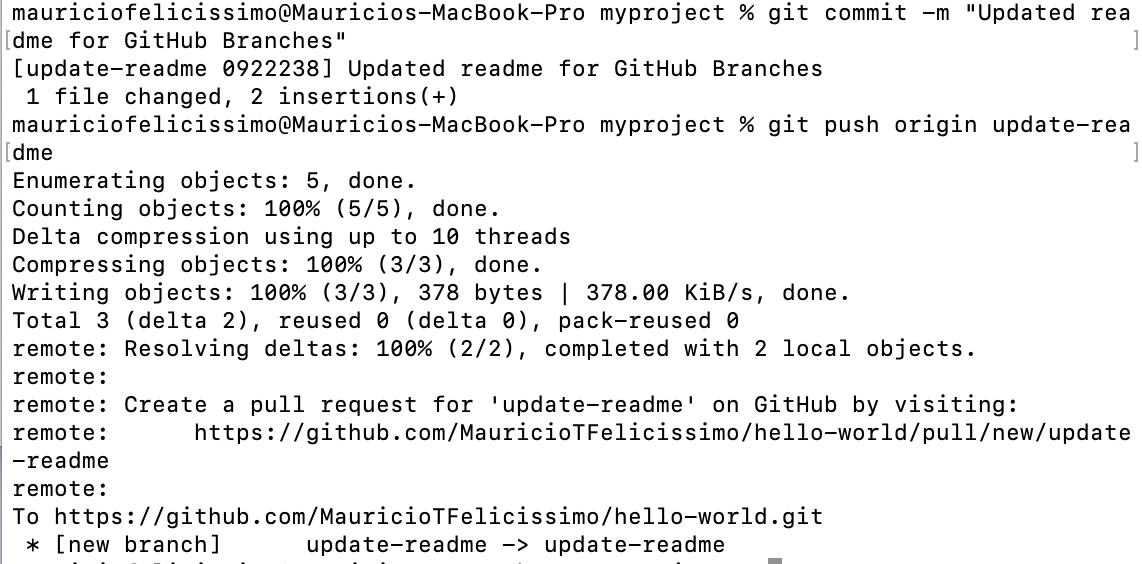 mauriciofelicissimo@Mauricios-MacBook-Pro myproject % git commit -m "Updated rea
[dme for GitHub Branches" ]
[update-readme 0922238] Updated readme for GitHub Branches
 1 file changed, 2 insertions(+)
mauriciofelicissimo@Mauricios-MacBook-Pro myproject % git push origin update-rea
[dme ]
Enumerating objects: 5, done.
Counting objects: 100% (5/5), done.
Delta compression using up to 10 threads
Compressing objects: 100% (3/3), done.
Writing objects: 100% (3/3), 378 bytes | 378.00 KiB/s, done.
Total 3 (delta 2), reused 0 (delta 0), pack-reused 0
remote: Resolving deltas: 100% (2/2), completed with 2 local objects.
remote:
remote: Create a pull request for 'update-readme' on GitHub by visiting:
remote:      https://github.com/MauricioTFelicissimo/hello-world/pull/new/update
-readme
remote:
To https://github.com/MauricioTFelicissimo/hello-world.git
 * [new branch]      update-readme -> update-readme